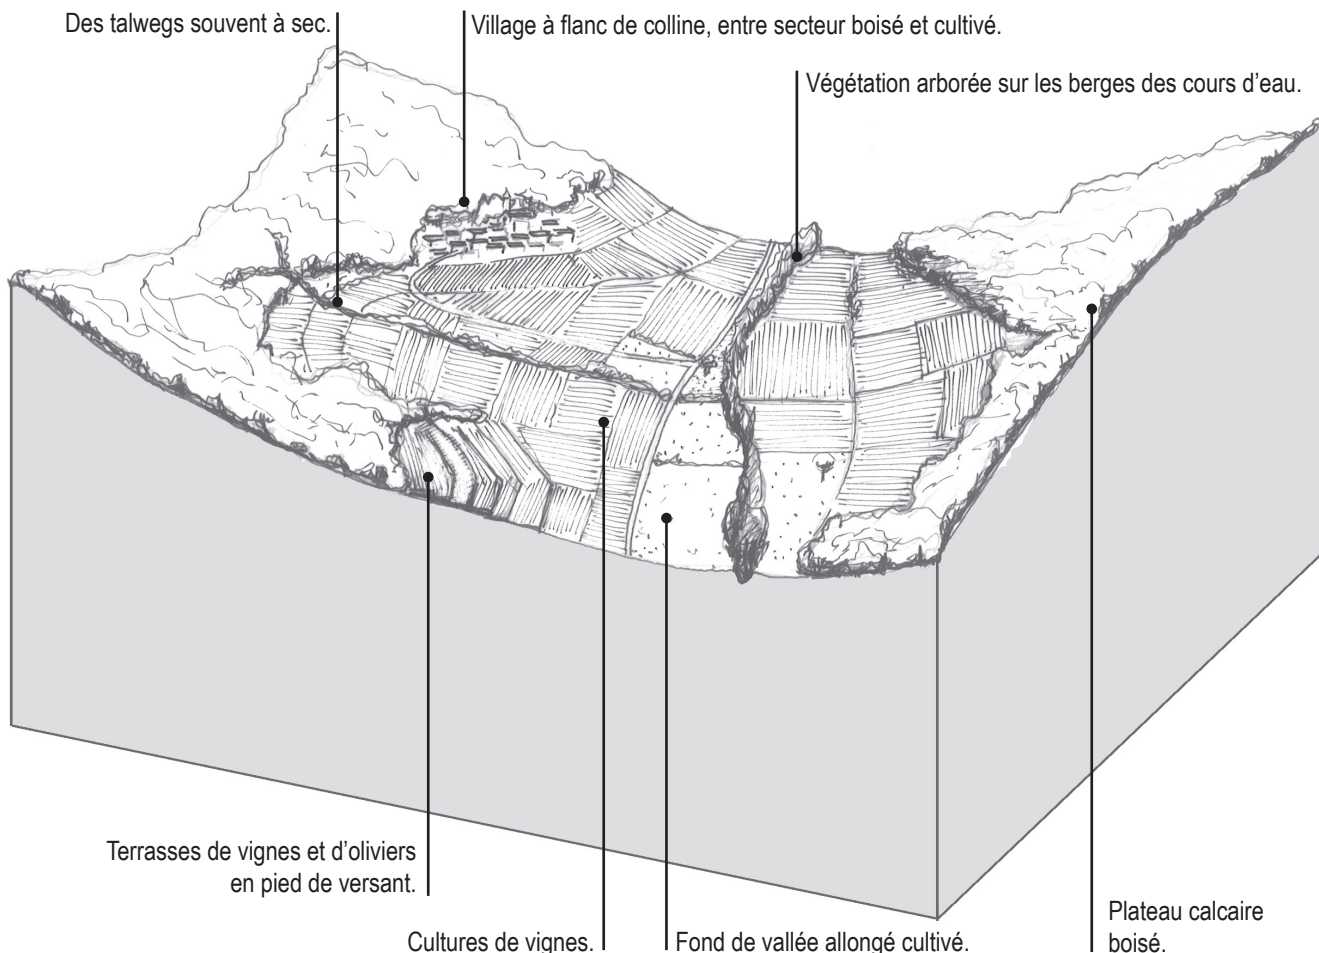 Des talwegs souvent à sec.
Village à flanc de colline, entre secteur boisé et cultivé.
Végétation arborée sur les berges des cours d’eau.
Terrasses de vignes et d’oliviers
en pied de versant.
Cultures de vignes.
Fond de vallée allongé cultivé.
Plateau calcaire
boisé.